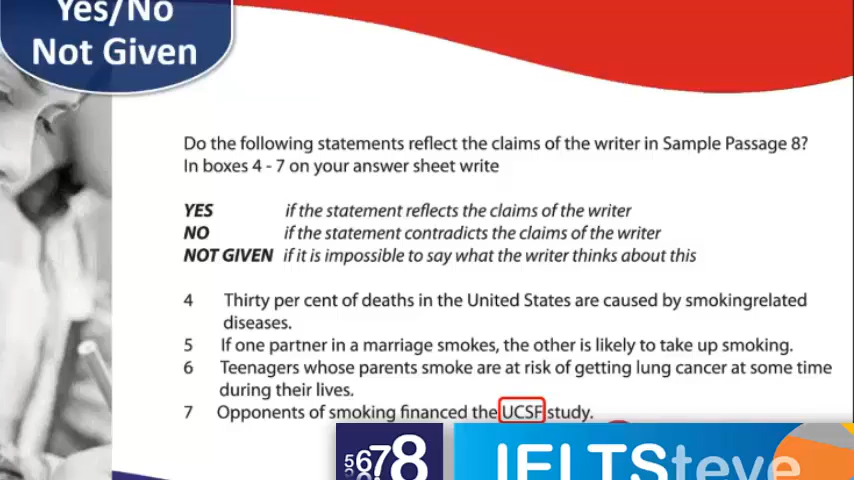 Yes/No
Not Given
Do the following statements reflect the claims of the writer in Sample Passage 8?
In boxes 4 - 7 on your answer sheet write
YES if the statement reflects the claims of the writer
NO if the statement contradicts the claims of the writer
NOT GIVEN if it is impossible to say what the writer thinks about this
4 Thirty per cent of deaths in the United States are caused by smokingrelated
diseases.
5 If one partner in a marriage smokes, the other is likely to take up smoking.
6 Teenagers whose parents smoke are at risk of getting lung cancer at some time
during their lives.
7 Opponents of smoking financed the UCSF study.
5678
IELTSteve